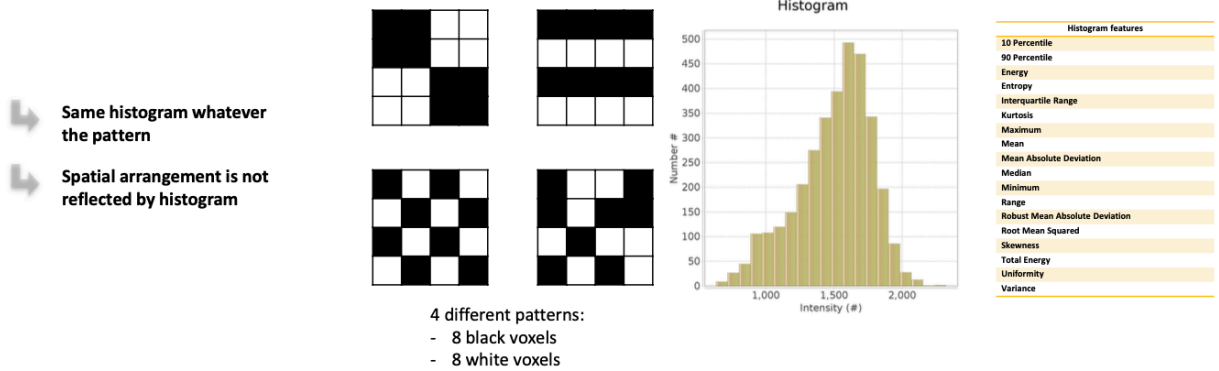 Same histogram whatever
the pattern
Spatial arrangement is not
reflected by histogram
4 different patterns:
- 8 black voxels
- 8 white voxels
Histogram
Number #
500
450
400
350
300
250
200
150
100
50
0
1,000
1,500
2,000
Intensity (#)
Histogram features
10 Percentile
90 Percentile
Energy
Entropy
Interquartile Range
Kurtosis
Maximum
Mean
Mean Absolute Deviation
Median
Minimum
Range
Robust Mean Absolute Deviation
Root Mean Squared
Skewness
Total Energy
Uniformity
Variance